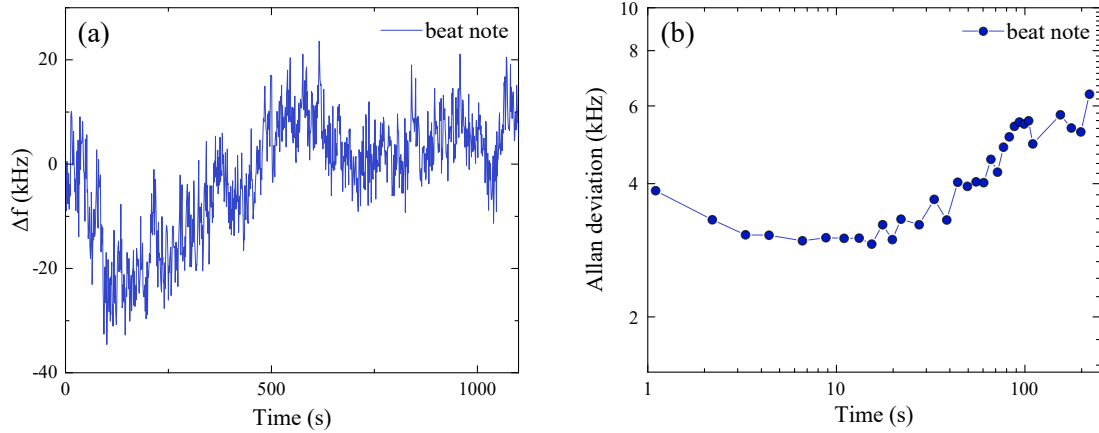 (a)
beat note
20
0
-20
-40
Δf (kHz)
0
500
1000
Time (s)
(b)
beat note
10
8
6
4
2
Allan deviation (kHz)
1
10
100
Time (s)